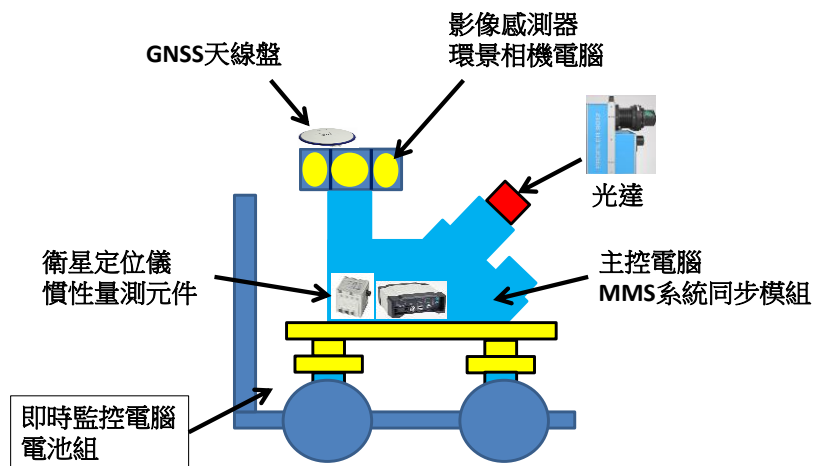 影像感測器
環景相機電腦
GNSS天線盤
PROFILER 9012
光達
衛星定位儀
慣性量測元件
主控電腦
MMS系統同步模組
即時監控電腦
電池組